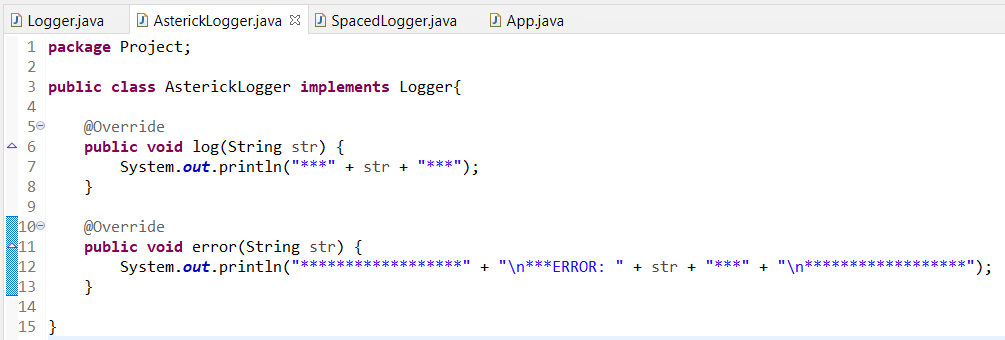 Logger.java AsterickLogger.java SpacedLogger.java App.java
1 package Project;
2
3 public class AsterickLogger implements Logger{
4
5 @Override
6 public void log(String str) {
7 System.out.println("***" + str + "***");
8 }
9
10 @Override
11 public void error(String str) {
12 System.out.println("******************" + "\n***ERROR: " + str + "***" + "\n******************");
13 }
14
15 }